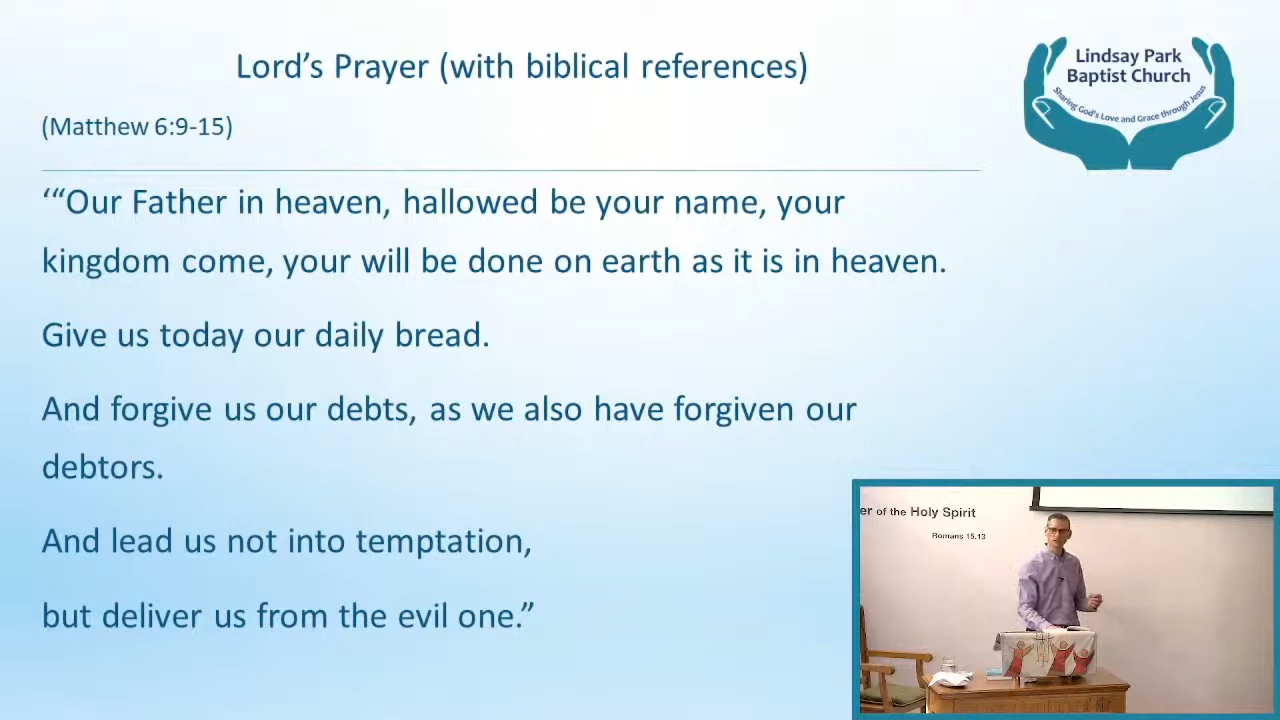 Lord’s Prayer (with biblical references)
(Matthew 6:9-15)
‘“Our Father in heaven, hallowed be your name, your
kingdom come, your will be done on earth as it is in heaven.
Give us today our daily bread.
And forgive us our debts, as we also have forgiven our
debtors.
And lead us not into temptation,
but deliver us from the evil one.”
Lindsay Park
Baptist Church
Sharing God's Love and Grace through Jesus
er of the Holy Spirit
Romans 15.13